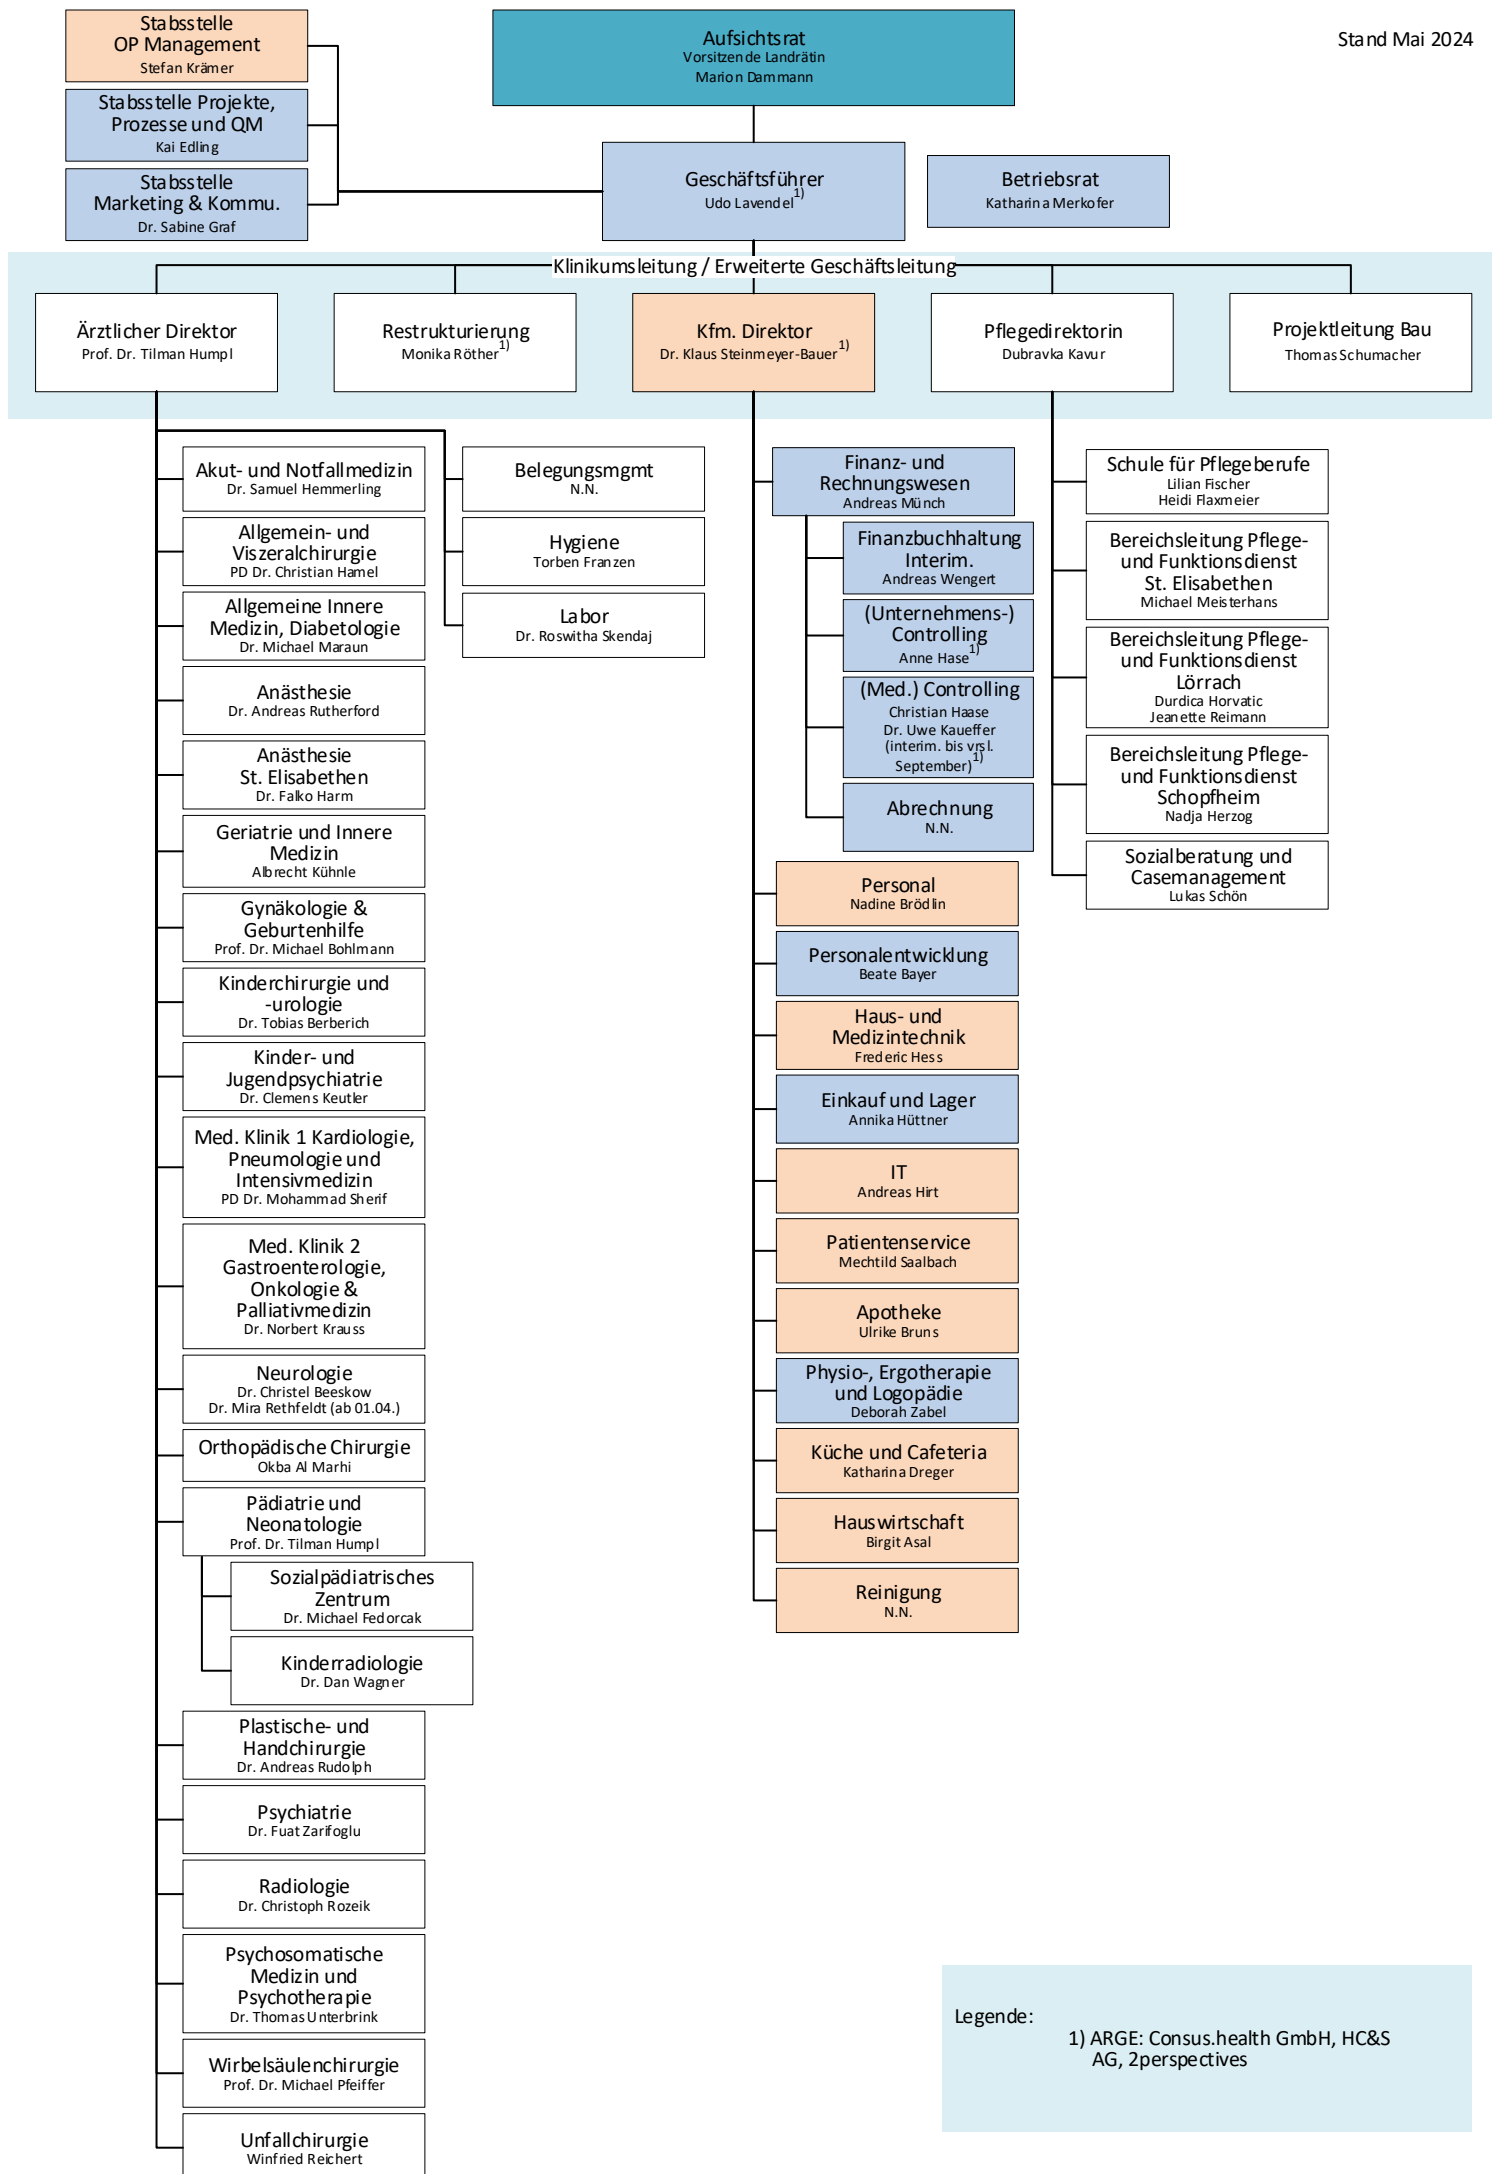 Stabsstelle
OP Management
Stefan Krämer
Stabsstelle Projekte,
Prozesse und QM
Kai Edling
Stabsstelle
Marketing & Kommu.
Dr. Sabine Graf
Aufsichtsrat
Vorsitzende Landrätin
Marion Dammann
Stand Mai 2024
Geschäftsführer
Udo Lavendel1)
Betriebsrat
Katharina Merkofer
Klinikumsleitung / Erweiterte Geschäftsleitung
Ärztlicher Direktor
Prof. Dr. Tilman Humpl
Restrukturierung
Monika Röther1)
Kfm. Direktor
Dr. Klaus Steinmeyer-Bauer1)
Pflegedirektorin
Dubravka Kavur
Projektleitung Bau
Thomas Schumacher
Akut- und Notfallmedizin
Dr. Samuel Hemmerling
Allgemein- und
Viszeralchirurgie
PD Dr. Christian Hamel
Allgemeine Innere
Medizin, Diabetologie
Dr. Michael Maraun
Anästhesie
Dr. Andreas Rutherford
Anästhesie
St. Elisabethen
Dr. Falko Harm
Geriatrie und Innere
Medizin
Albrecht Kühnle
Gynäkologie &
Geburtenhilfe
Prof. Dr. Michael Bohlmann
Kinderchirurgie und
-urologie
Dr. Tobias Berberich
Kinder- und
Jugendpsychiatrie
Dr. Clemens Keutler
Med. Klinik 1 Kardiologie,
Pneumologie und
Intensivmedizin
PD Dr. Mohammad Sherif
Med. Klinik 2
Gastroenterologie,
Onkologie &
Palliativmedizin
Dr. Norbert Krauss
Neurologie
Dr. Christel Beeskow
Dr. Mira Rethfeldt (ab 01.04.)
Orthopädische Chirurgie
Okba Al Marhi
Pädiatrie und
Neonatologie
Prof. Dr. Tilman Humpl
Sozialpädiatrisches
Zentrum
Dr. Michael Fedorcak
Kinderradiologie
Dr. Dan Wagner
Plastische- und
Handchirurgie
Dr. Andreas Rudolph
Psychiatrie
Dr. Fuat Zarifoglu
Radiologie
Dr. Christoph Rozeik
Psychosomatische
Medizin und
Psychotherapie
Dr. Thomas Unterbrink
Wirbelsäulenchirurgie
Prof. Dr. Michael Pfeiffer
Unfallchirurgie
Winfried Reichert
Belegungsmgmt
N.N.
Hygiene
Torben Franzen
Labor
Dr. Roswitha Skendaj
Finanz- und
Rechnungswesen
Andreas Münch
Finanzbuchhaltung
Interim.
Andreas Wengert
(Unternehmens-)
Controlling
Anne Hase1)
(Med.) Controlling
Christian Haase
Dr. Uwe Kaueffer
(interim. bis vrsl.
September)1)
Abrechnung
N.N.
Personal
Nadine Brödlin
Personalentwicklung
Beate Bayer
Haus- und
Medizintechnik
Frederic Hess
Einkauf und Lager
Annika Hüttner
IT
Andreas Hirt
Patientenservice
Mechtild Saalbach
Apotheke
Ulrike Bruns
Physio-, Ergotherapie
und Logopädie
Deborah Zabel
Küche und Cafeteria
Katharina Dreger
Hauswirtschaft
Birgit Asal
Reinigung
N.N.
Schule für Pflegeberufe
Lilian Fischer
Heidi Flaxmeier
Bereichsleitung Pflege-
und Funktionsdienst
St. Elisabethen
Michael Meisterhans
Bereichsleitung Pflege-
und Funktionsdienst
Lörrach
Durdica Horvatic
Jeanette Reimann
Bereichsleitung Pflege-
und Funktionsdienst
Schopfheim
Nadja Herzog
Sozialberatung und
Casemanagement
Lukas Schön
Legende:
1) ARGE: Consus.health GmbH, HC&S
AG, 2perspectives